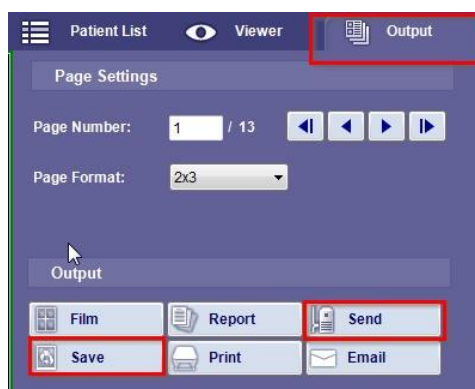 Patient List Viewer Output
Page Settings
Page Number: 1 / 13
Page Format: 2x3
Output
Film Report Send
Save Print Email